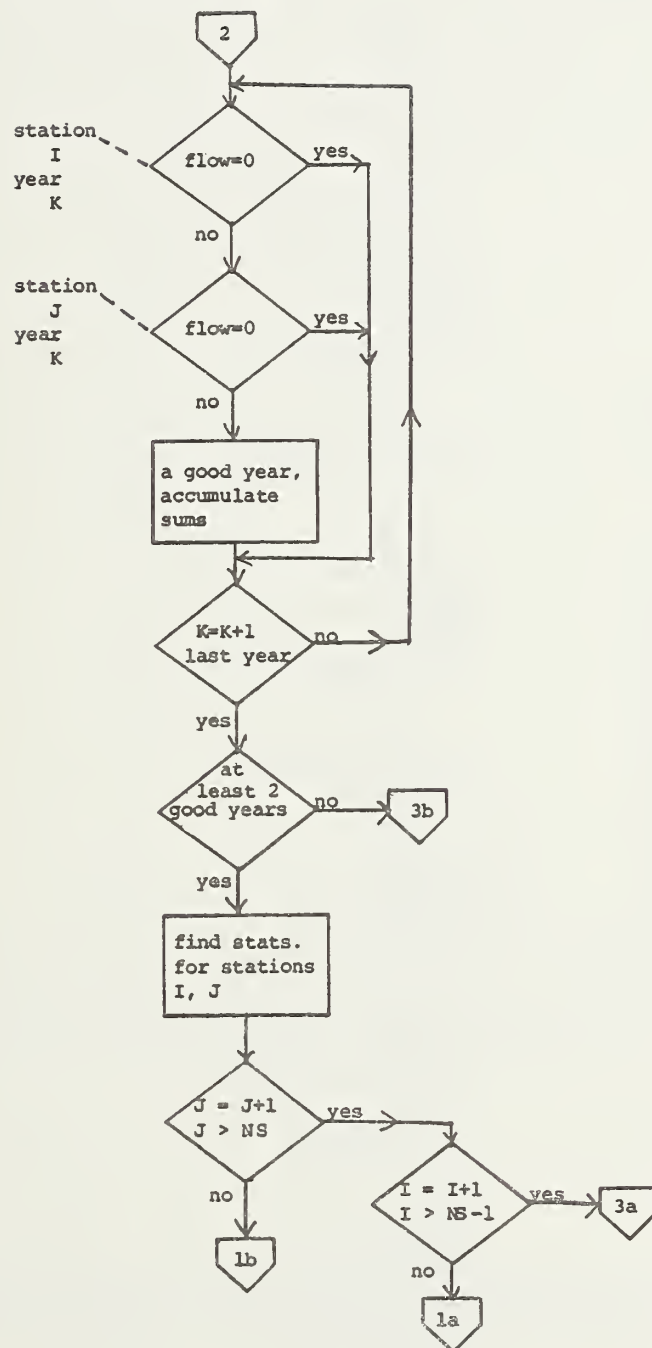 2
station
I
year
K
flow=0
yes
no
station
J
year
K
flow=0
yes
no
a good year,
accumulate
sums
K=K+1
last year
no
yes
at
least 2
good years
no
3b
yes
find stats.
for stations
I, J
J = J+1
J > NS
yes
no
1b
I = I+1
I > NS-1
yes
3a
no
1a